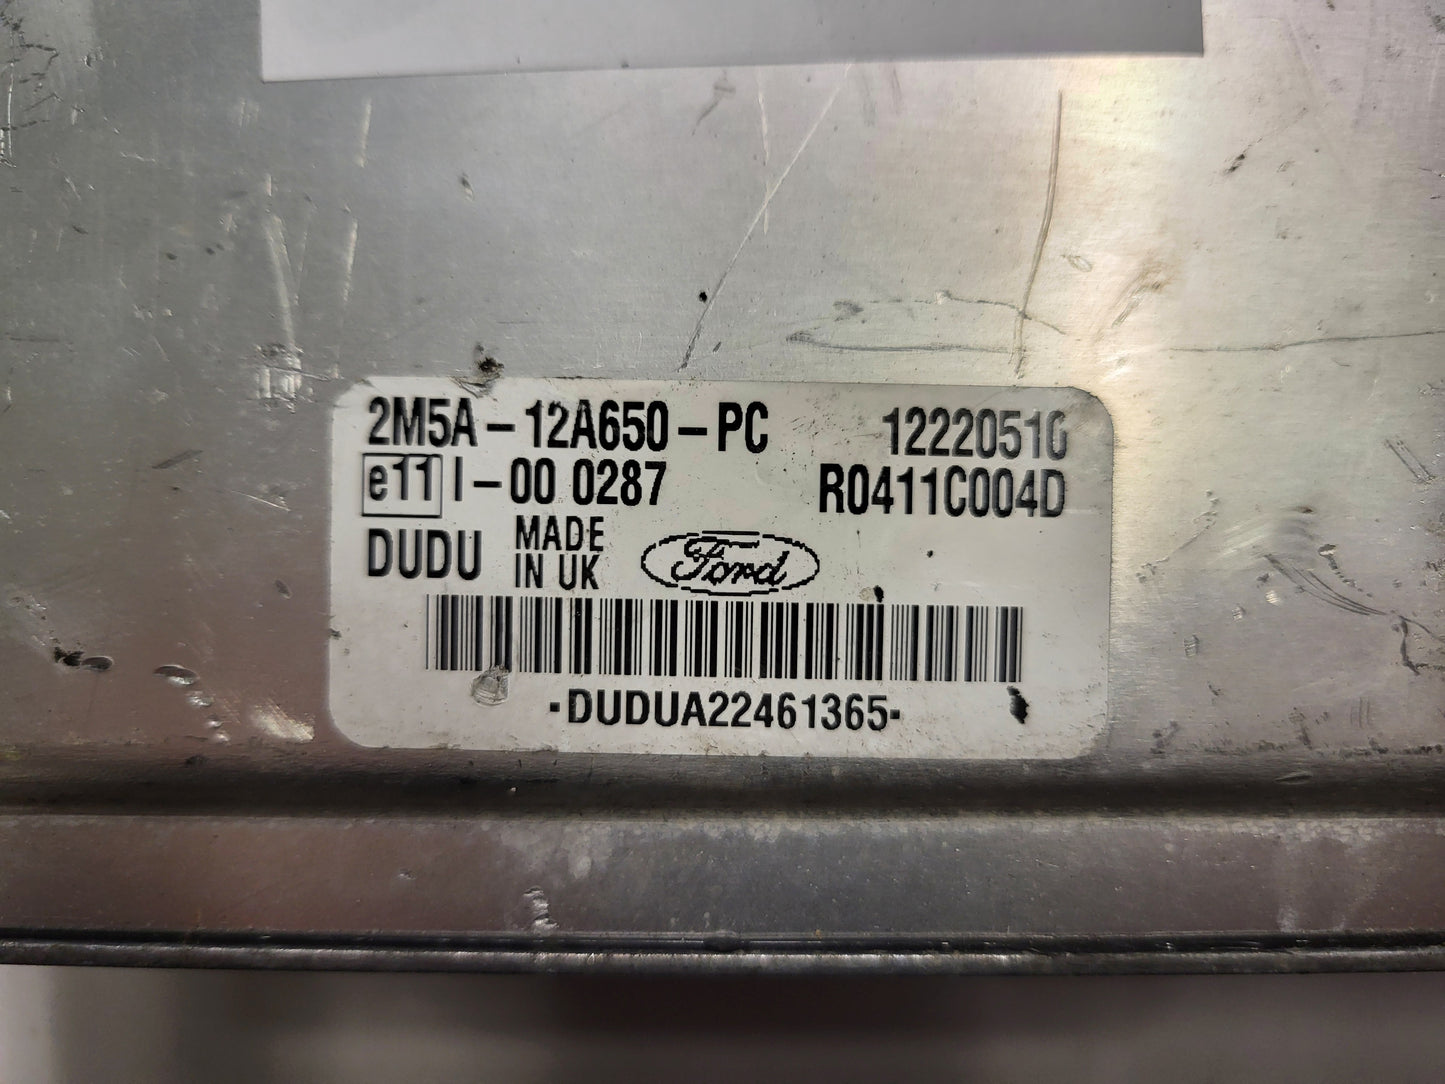 2M5A-12A650-PC 12220510
e11 I-00 0287 R0411C004D
DUDU MADE IN UK Ford
·DUDUA22461365·